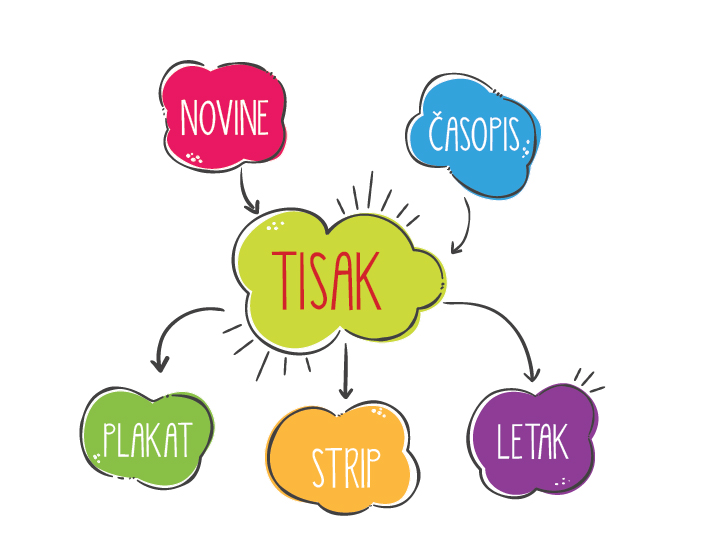 NOVINE
ČASOPIS
TISAK
PLAKAT
STRIP
LETAK